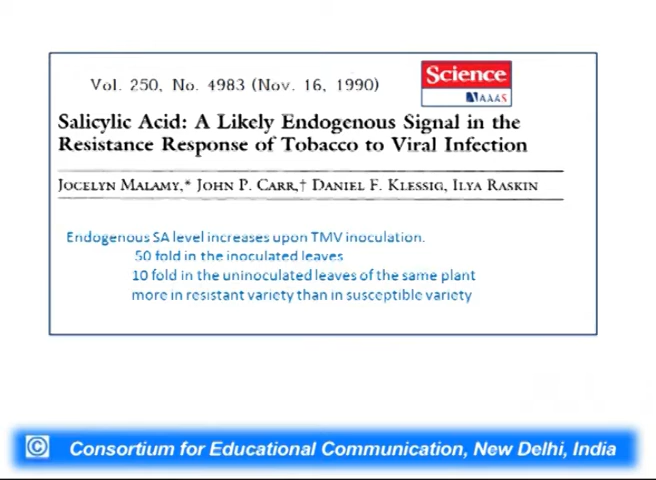 Vol. 250, No. 4983 (Nov. 16, 1990)
Science
AAAS
Salicylic Acid: A Likely Endogenous Signal in the
Resistance Response of Tobacco to Viral Infection
JOCELYN MALAMY,* JOHN P. CARR,† DANIEL F. KLESSIG, ILYA RASKIN
Endogenous SA level increases upon TMV inoculation.
50 fold in the inoculated leaves
10 fold in the uninoculated leaves of the same plant
more in resistant variety than in susceptible variety
© Consortium for Educational Communication, New Delhi, India